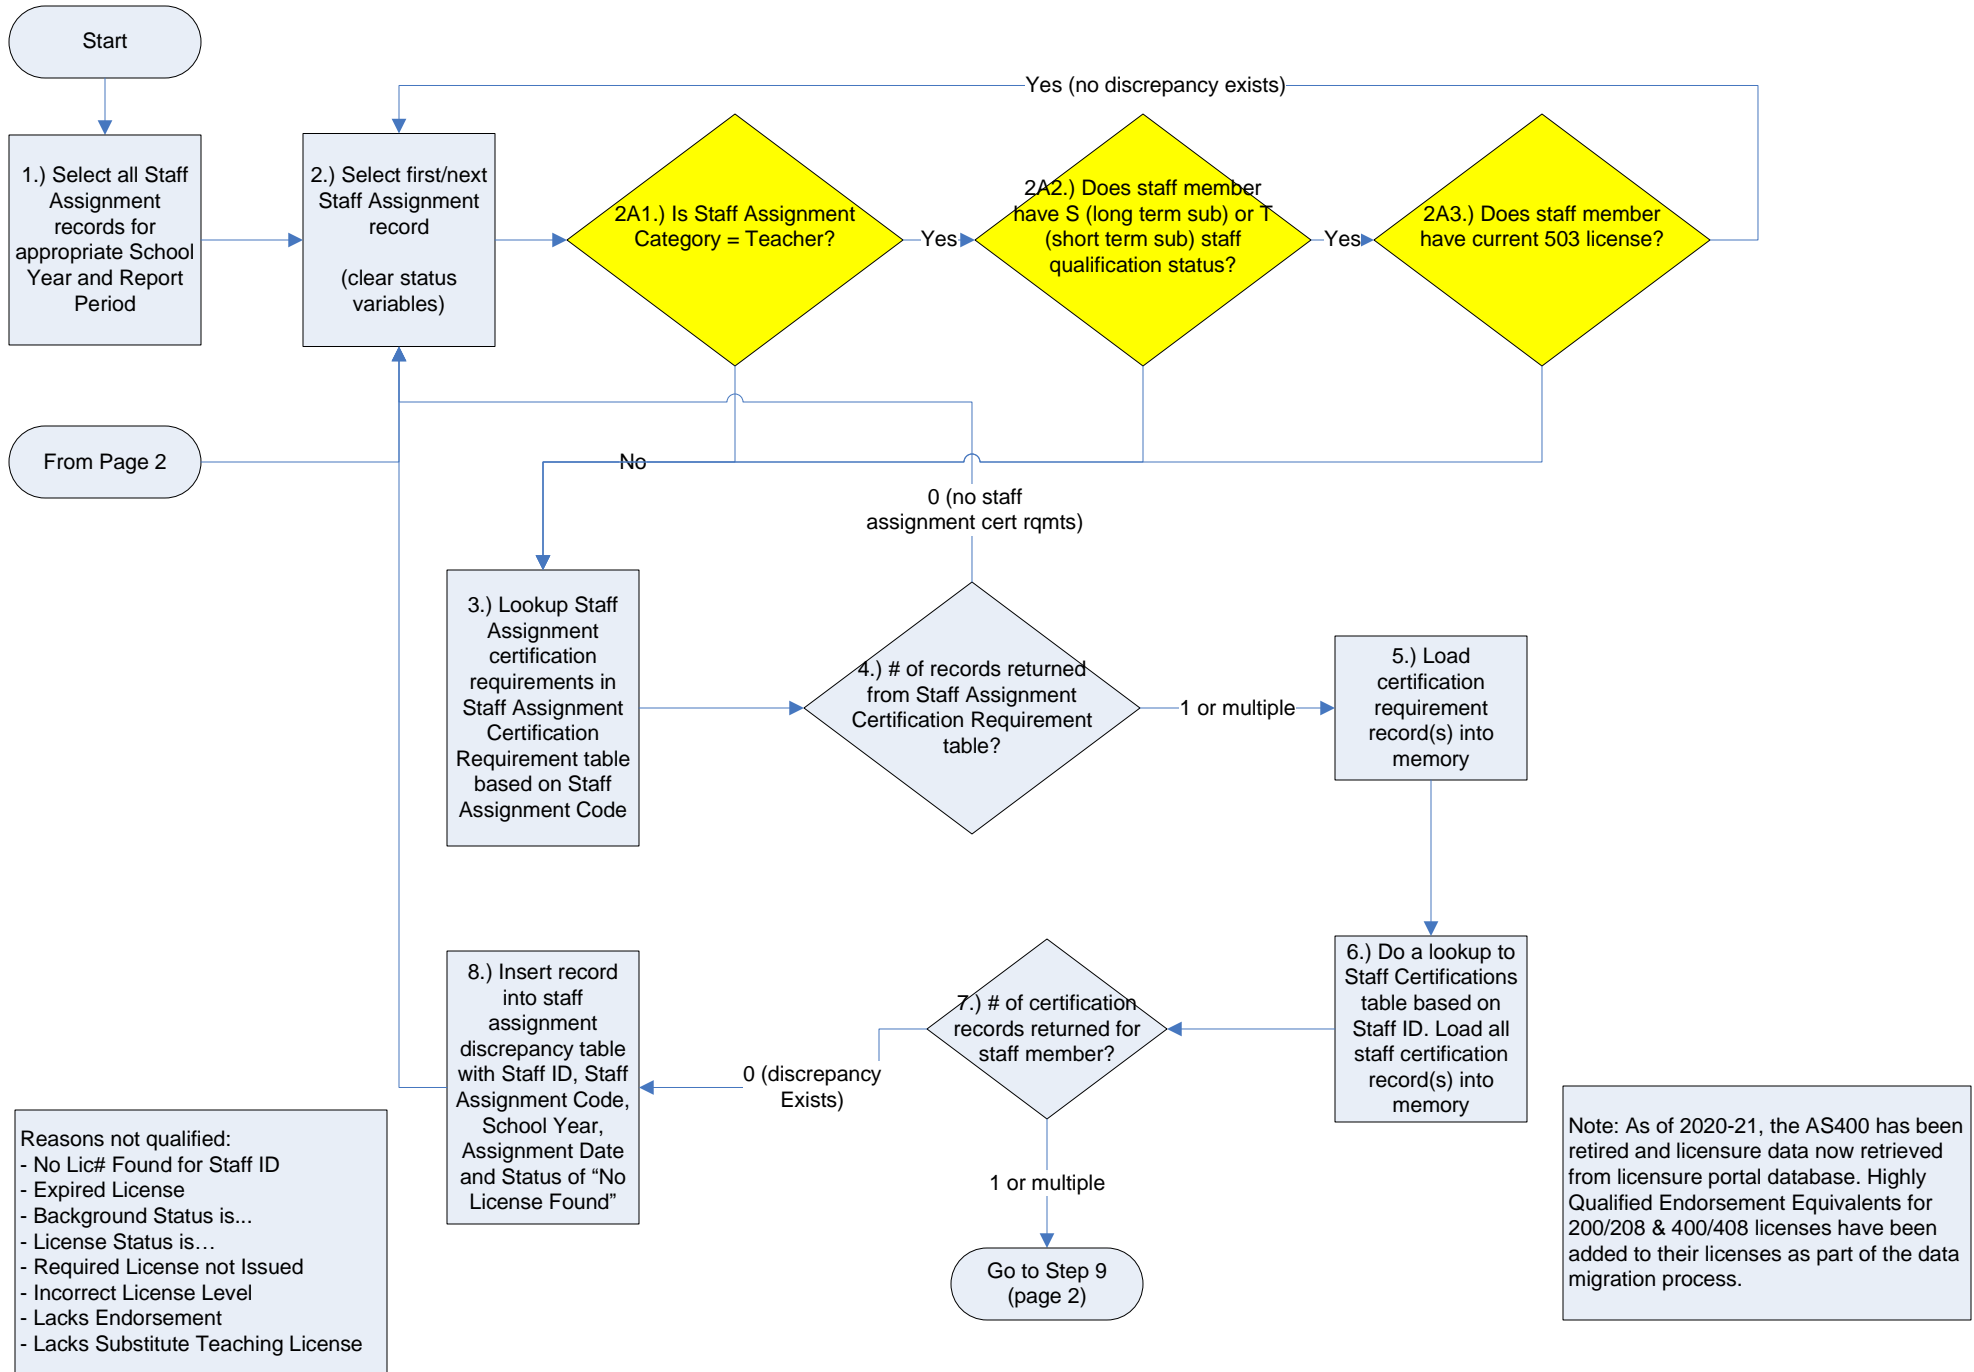 Start
Yes (no discrepancy exists)
1.) Select all Staff
Assignment
records for
appropriate School
Year and Report
Period
2.) Select first/next
Staff Assignment
record
(clear status
variables)
2A1.) Is Staff Assignment
Category = Teacher?
Yes
2A2.) Does staff member
have S (long term sub) or T
(short term sub) staff
qualification status?
Yes
2A3.) Does staff member
have current 503 license?
From Page 2
No
0 (no staff
assignment cert rqmts)
3.) Lookup Staff
Assignment
certification
requirements in
Staff Assignment
Certification
Requirement table
based on Staff
Assignment Code
4.) # of records returned
from Staff Assignment
Certification Requirement
table?
1 or multiple
5.) Load
certification
requirement
record(s) into
memory
6.) Do a lookup to
Staff Certifications
table based on
Staff ID. Load all
staff certification
record(s) into
memory
7.) # of certification
records returned for
staff member?
0 (discrepancy
Exists)
8.) Insert record
into staff
assignment
discrepancy table
with Staff ID, Staff
Assignment Code,
School Year,
Assignment Date
and Status of “No
License Found”
1 or multiple
Go to Step 9
(page 2)
Reasons not qualified:
- No Lic# Found for Staff ID
- Expired License
- Background Status is...
- License Status is…
- Required License not Issued
- Incorrect License Level
- Lacks Endorsement
- Lacks Substitute Teaching License
Note: As of 2020-21, the AS400 has been
retired and licensure data now retrieved
from licensure portal database. Highly
Qualified Endorsement Equivalents for
200/208 & 400/408 licenses have been
added to their licenses as part of the data
migration process.